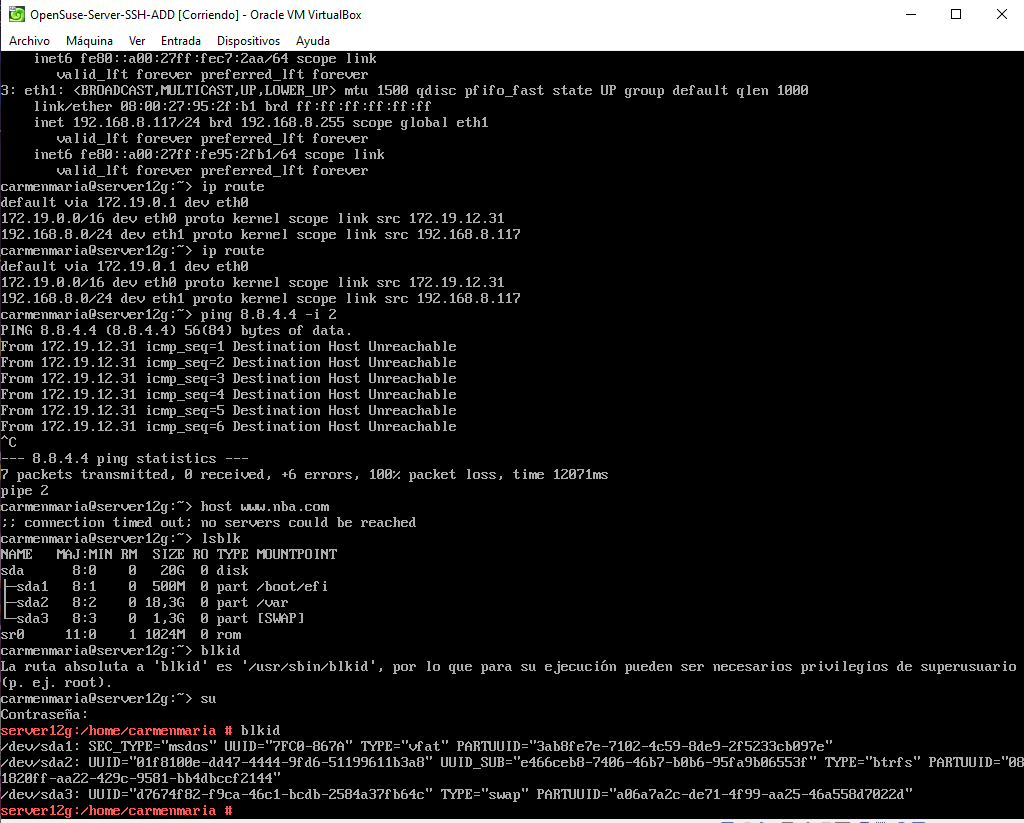 OpenSuse-Server-SSH-ADD [Corriendo] - Oracle VM VirtualBox
Archivo Máquina Ver Entrada Dispositivos Ayuda
inet6 fe80::a00:27ff:fec7:2aa/64 scope link
valid_lft forever preferred_lft forever
3: eth1: <BROADCAST,MULTICAST,UP,LOWER_UP> mtu 1500 qdisc pfifo_fast state UP group default qlen 1000
link/ether 08:00:27:95:2f:b1 brd ff:ff:ff:ff:ff:ff
inet 192.168.8.117/24 brd 192.168.8.255 scope global eth1
valid_lft forever preferred_lft forever
inet6 fe80::a00:27ff:fe95:2fb1/64 scope link
valid_lft forever preferred_lft forever
carmenmaria@server12g:~> ip route
default via 172.19.0.1 dev eth0
172.19.0.0/16 dev eth0 proto kernel scope link src 172.19.12.31
192.168.8.0/24 dev eth1 proto kernel scope link src 192.168.8.117
carmenmaria@server12g:~> ip route
default via 172.19.0.1 dev eth0
172.19.0.0/16 dev eth0 proto kernel scope link src 172.19.12.31
192.168.8.0/24 dev eth1 proto kernel scope link src 192.168.8.117
carmenmaria@server12g:~> ping 8.8.4.4 -i 2
PING 8.8.4.4 (8.8.4.4) 56(84) bytes of data.
From 172.19.12.31 icmp_seq=1 Destination Host Unreachable
From 172.19.12.31 icmp_seq=2 Destination Host Unreachable
From 172.19.12.31 icmp_seq=3 Destination Host Unreachable
From 172.19.12.31 icmp_seq=4 Destination Host Unreachable
From 172.19.12.31 icmp_seq=5 Destination Host Unreachable
From 172.19.12.31 icmp_seq=6 Destination Host Unreachable
^C
--- 8.8.4.4 ping statistics ---
7 packets transmitted, 0 received, +6 errors, 100% packet loss, time 12071ms
pipe 2
carmenmaria@server12g:~> host www.nba.com
;; connection timed out; no servers could be reached
carmenmaria@server12g:~> lsblk
NAME   MAJ:MIN RM  SIZE RO TYPE MOUNTPOINT
sda      8:0    0   20G  0 disk
├─sda1   8:1    0  500M  0 part /boot/efi
├─sda2   8:2    0 18,3G  0 part /var
└─sda3   8:3    0  1,3G  0 part [SWAP]
sr0     11:0    1 1024M  0 rom
carmenmaria@server12g:~> blkid
La ruta absoluta a 'blkid' es '/usr/sbin/blkid', por lo que para su ejecución pueden ser necesarios privilegios de superusuario
(p. ej. root).
carmenmaria@server12g:~> su
Contraseña:
server12g:/home/carmenmaria # blkid
/dev/sda1: SEC_TYPE="msdos" UUID="7FC0-867A" TYPE="vfat" PARTUUID="3ab8fe7e-7102-4c59-8de9-2f5233cb097e"
/dev/sda2: UUID="01f8100e-dd47-4444-9fd6-51199611b3a8" UUID_SUB="e466ceb8-7406-46b7-b0b6-95fa9b06553f" TYPE="btrfs" PARTUUID="08
1820ff-aa22-429c-9581-bb4dbccf2144"
/dev/sda3: UUID="d7674f82-f9ca-46c1-bcdb-2584a37fb64c" TYPE="swap" PARTUUID="a06a7a2c-de71-4f99-aa25-46a558d7022d"
server12g:/home/carmenmaria #